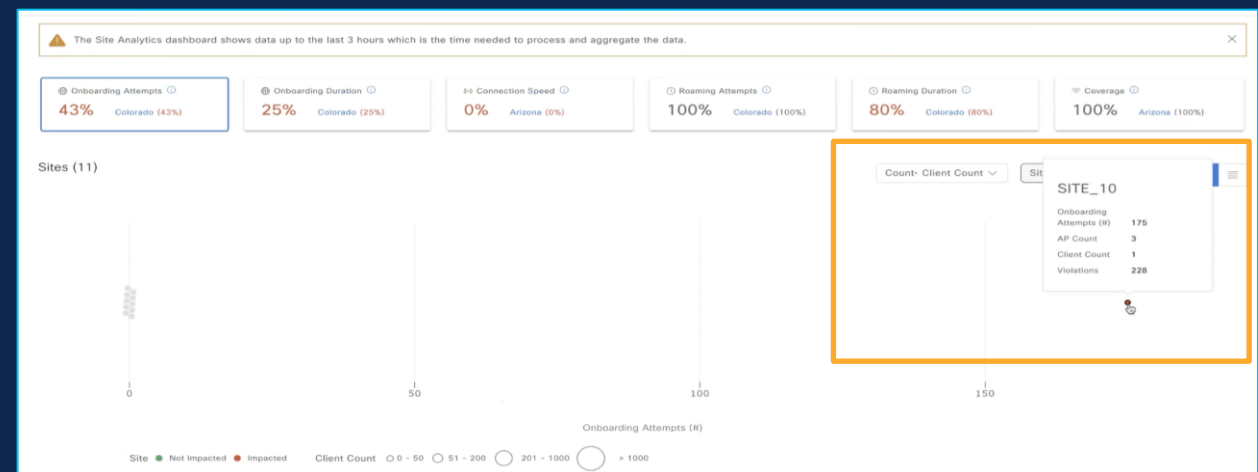 The Site Analytics dashboard shows data up to the last 3 hours which is the time needed to process and aggregate the data.
Onboarding Attempts
43% Colorado (43%)
Onboarding Duration
25% Colorado (25%)
Connection Speed
0% Arizona (0%)
Roaming Attempts
100% Colorado (100%)
Roaming Duration
80% Colorado (80%)
Coverage
100% Arizona (100%)
Sites (11)
Count- Client Count
Sit
SITE_10
Onboarding
Attempts (#) 175
AP Count 3
Client Count 1
Violations 228
0 50 100 150
Onboarding Attempts (#)
Site Not Impacted Impacted Client Count 0 - 50 51 - 200 201 - 1000 > 1000